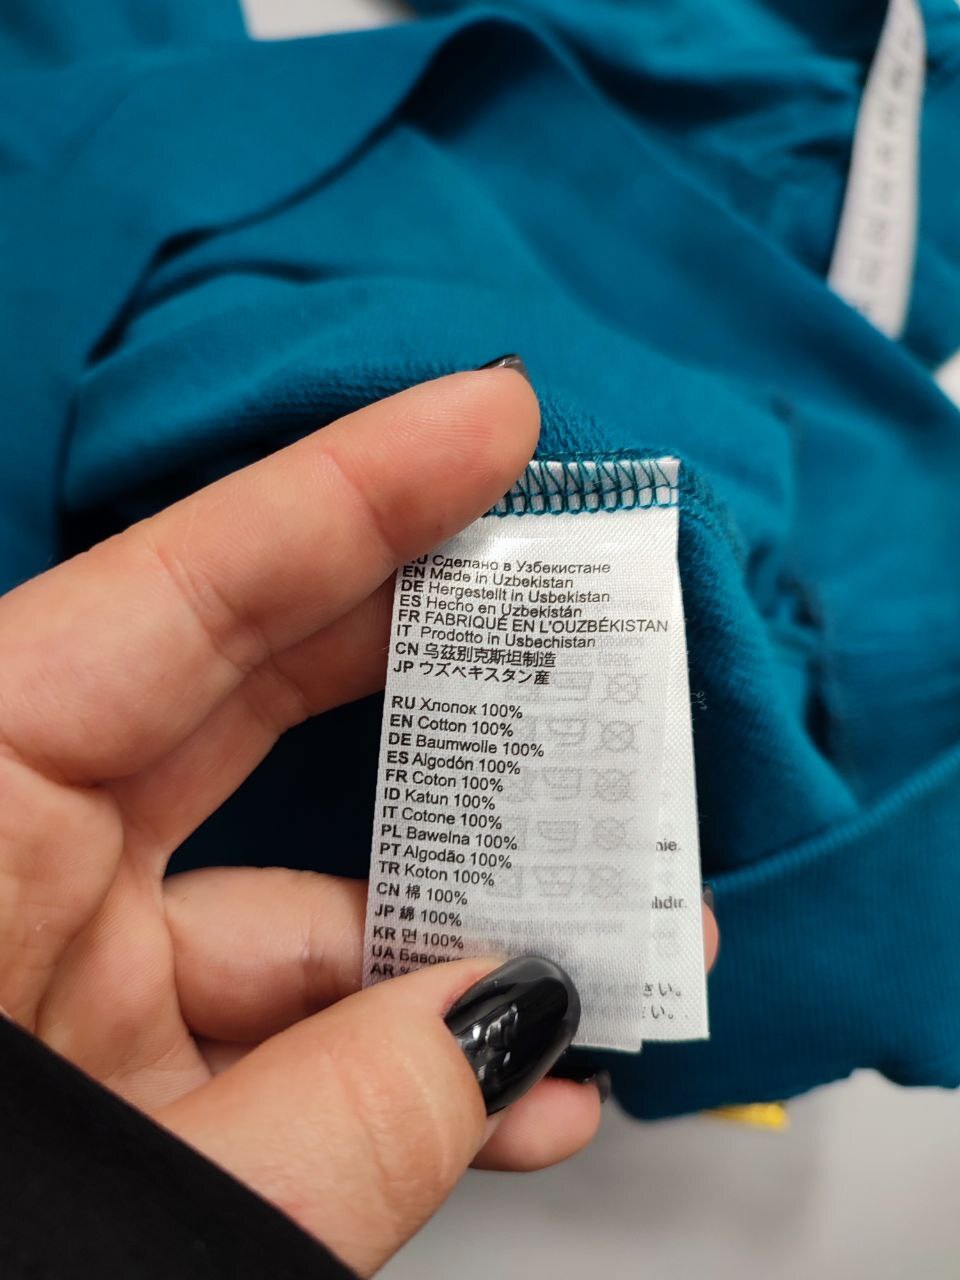 RU Сделано в Узбекистане
EN Made in Uzbekistan
DE Hergestellt in Usbekistan
ES Hecho en Uzbekistán
FR FABRIQUÉ EN L'OUZBÉKISTAN
IT Prodotto in Usbechistan
CN 乌兹别克斯坦制造
JP ウズベキスタン産
RU Хлопок 100%
EN Cotton 100%
DE Baumwolle 100%
ES Algodón 100%
FR Coton 100%
ID Katun 100%
IT Cotone 100%
PL Bawełna 100%
PT Algodão 100%
TR Koton 100%
CN 棉 100%
JP 綿 100%
KR 면 100%
UA
AR %